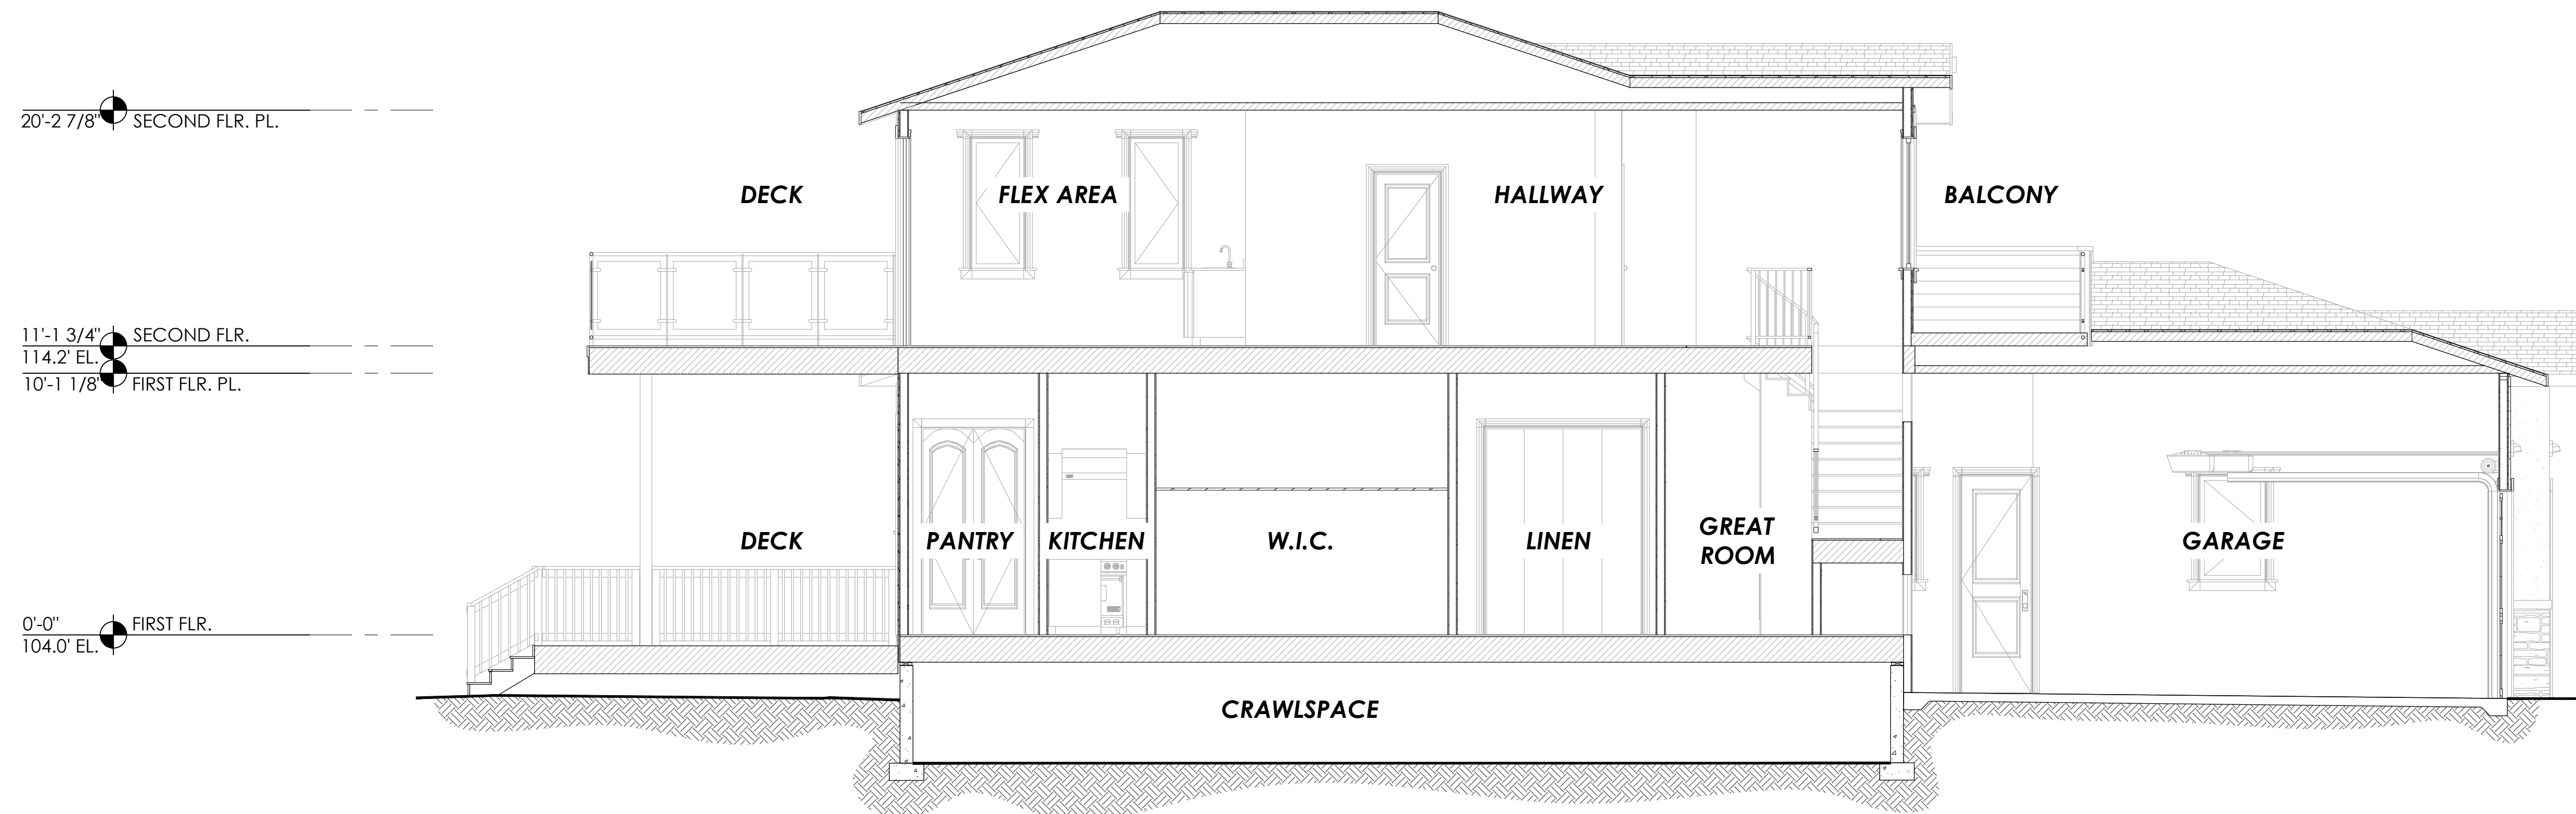 20'-2 7/8" SECOND FLR. PL.
DECK FLEX AREA HALLWAY BALCONY
11'-1 3/4" SECOND FLR.
114.2' EL.
10'-1 1/8" FIRST FLR. PL.
DECK PANTRY KITCHEN W.I.C. LINEN GREAT
ROOM
GARAGE
0'-0" FIRST FLR.
104.0' EL.
CRAWLSPACE